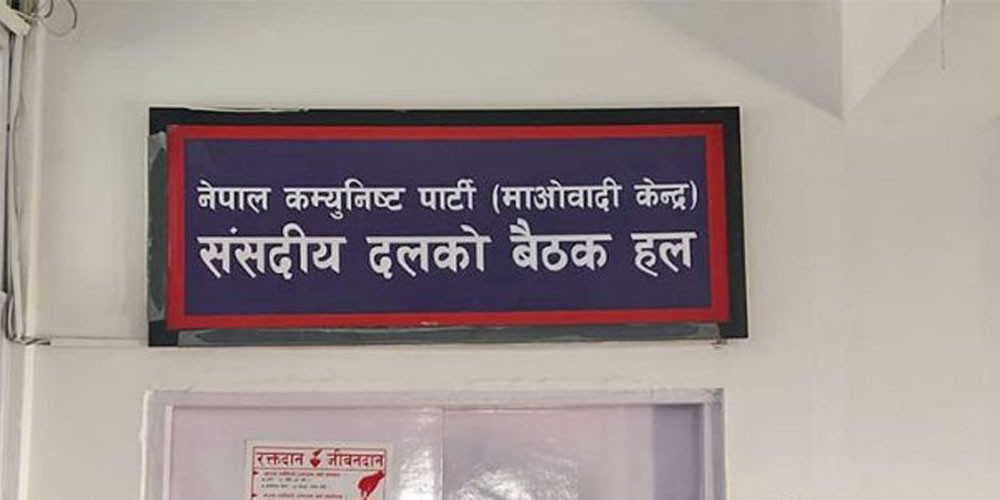 नेपाल कम्युनिष्ट पार्टी (माओवादी केन्द्र)
संसदीय दलको बैठक हल
रक्तदान जीवनदान